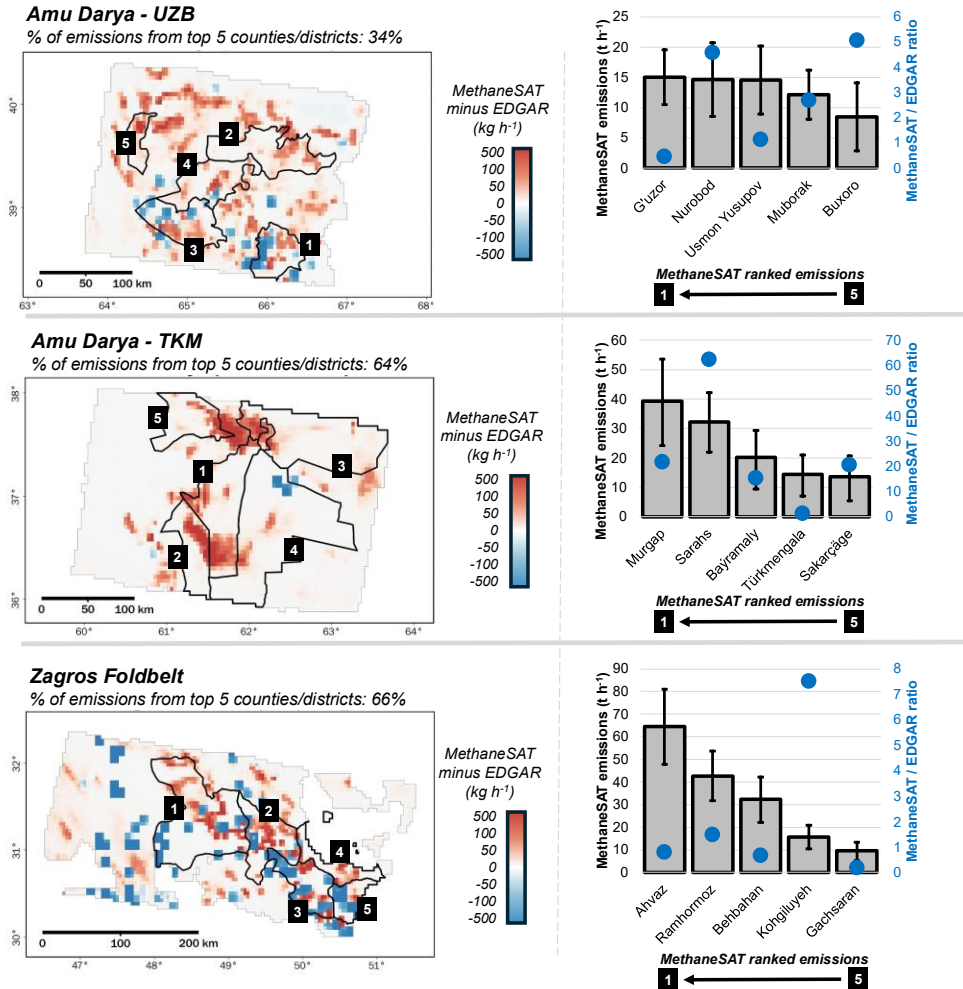 Amu Darya - UZB
% of emissions from top 5 counties/districts: 34%
40°
39°
5
2
4
3
1
0 50 100 km
63° 64° 65° 66° 67° 68°
MethaneSAT
minus EDGAR
(kg h-1)
500
100
50
0
-50
-100
-500
MethaneSAT emissions (t h-1)
25
20
15
10
5
0
6
5
4
3
2
1
0
MethaneSAT / EDGAR ratio
G'uzor
Nurobod
Usmon Yusupov
Muborak
Buxoro
MethaneSAT ranked emissions
1 5
Amu Darya - TKM
% of emissions from top 5 counties/districts: 64%
38°
37°
36°
5
1
3
2
4
0 50 100 km
60° 61° 62° 63° 64°
MethaneSAT
minus EDGAR
(kg h-1)
500
100
50
0
-50
-100
-500
MethaneSAT emissions (t h-1)
60
50
40
30
20
10
0
70
60
50
40
30
20
10
0
MethaneSAT / EDGAR ratio
Murgap
Sarahs
Baýramaly
Türkmengala
Sakarçäge
MethaneSAT ranked emissions
1 5
Zagros Foldbelt
% of emissions from top 5 counties/districts: 66%
32°
31°
30°
1
2
4
3
5
0 100 200 km
47° 48° 49° 50° 51°
MethaneSAT
minus EDGAR
(kg h-1)
500
100
50
0
-50
-100
-500
MethaneSAT emissions (t h-1)
90
80
70
60
50
40
30
20
10
0
8
7
6
5
4
3
2
1
0
MethaneSAT / EDGAR ratio
Ahvaz
Ramhormoz
Behbahan
Kohgiluyeh
Gachsaran
MethaneSAT ranked emissions
1 5